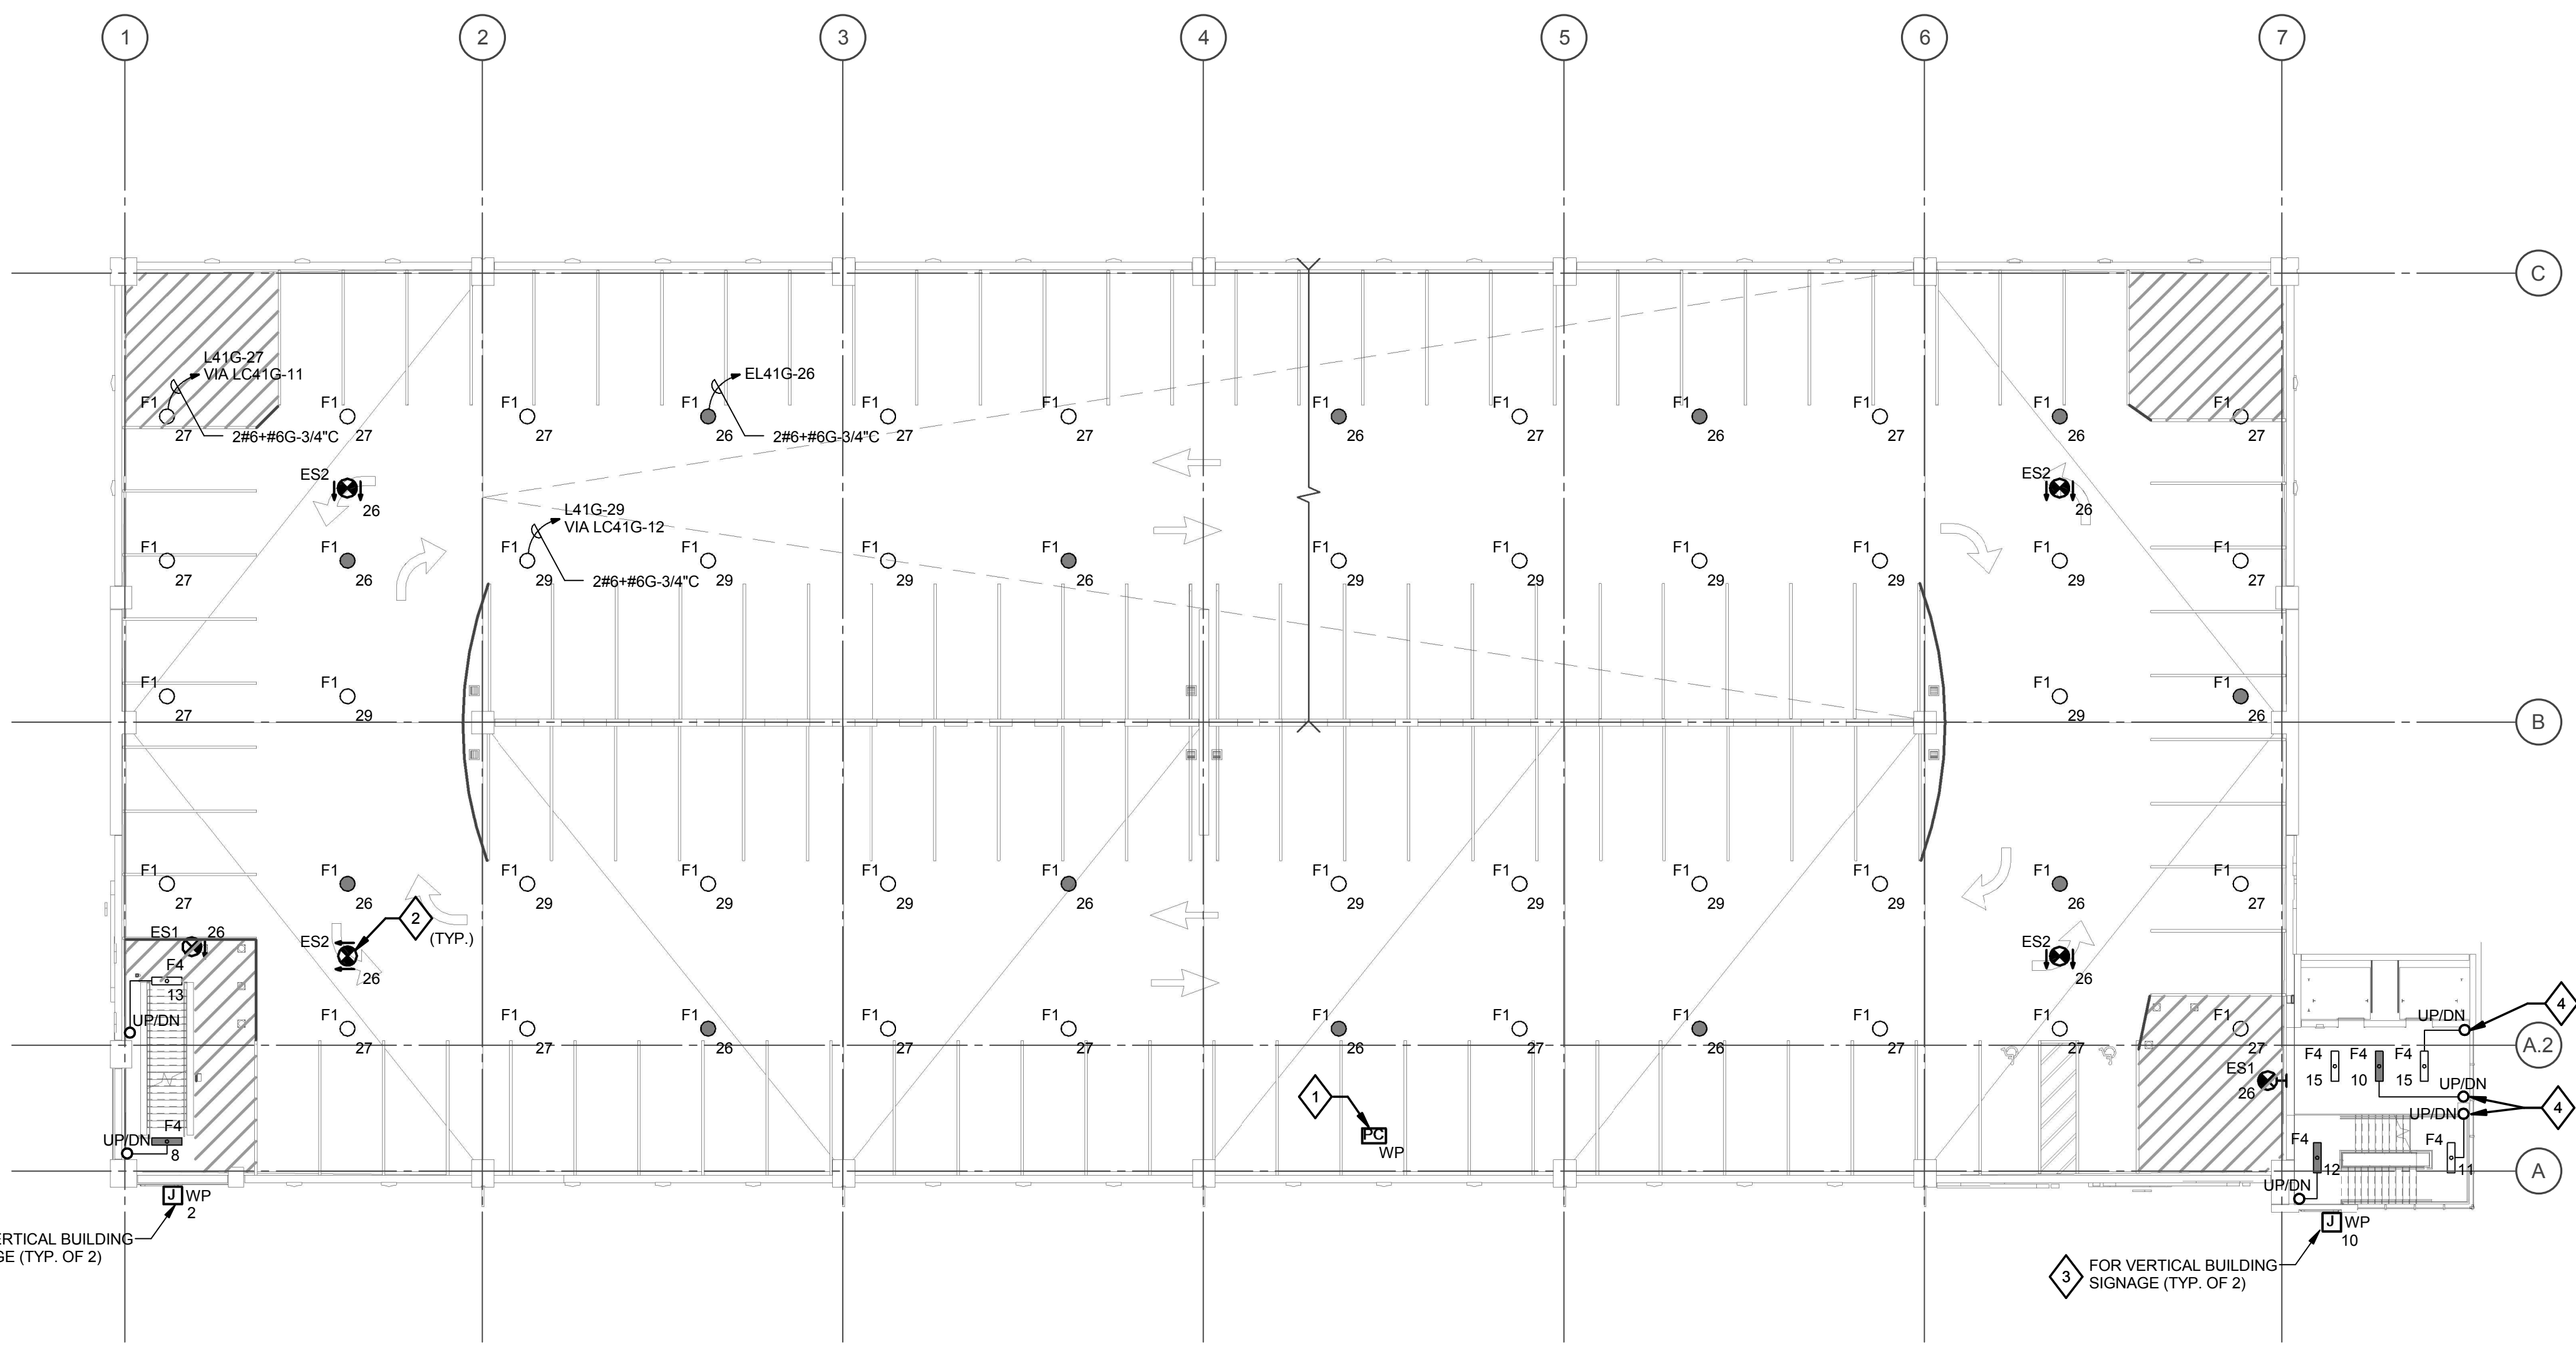 1 2 3 4 5 6 7
C
L41G-27
VIA LC41G-11
EL41G-26
F1 F1 F1 F1 F1 F1 F1 F1 F1 F1 F1 F1
27 27 27 26 27 27 26 27 26 27 26 27
2#6+#6G-3/4"C 2#6+#6G-3/4"C
ES2 ES2
26 26
L41G-29
VIA LC41G-12
F1 F1 F1 F1 F1 F1 F1 F1 F1 F1 F1 F1
27 26 29 29 29 26 29 29 29 29 29 27
2#6+#6G-3/4"C
F1 F1 F1 F1
27 29 29 26
B
F1 F1 F1 F1 F1 F1 F1 F1 F1 F1 F1 F1
27 26 29 29 29 26 29 29 29 29 26 27
2
(TYP.)
ES1 26 ES2 ES2
26 26
F4
13
UP/DN
F1 F1 F1 F1 F1 F1 F1 F1 F1 F1 F1
27 27 26 27 27 26 27 26 27 27 27
UP/DN 4
A.2
F4 F4 F4
15 10 15
ES1
26
UP/DN
UP/DN 4
1
PC
WP
F4
UP/DN
8
F4 F4
12 11
A
UP/DN
J WP
2
J WP
10
ERTICAL BUILDING
GE (TYP. OF 2)
3 FOR VERTICAL BUILDING
SIGNAGE (TYP. OF 2)